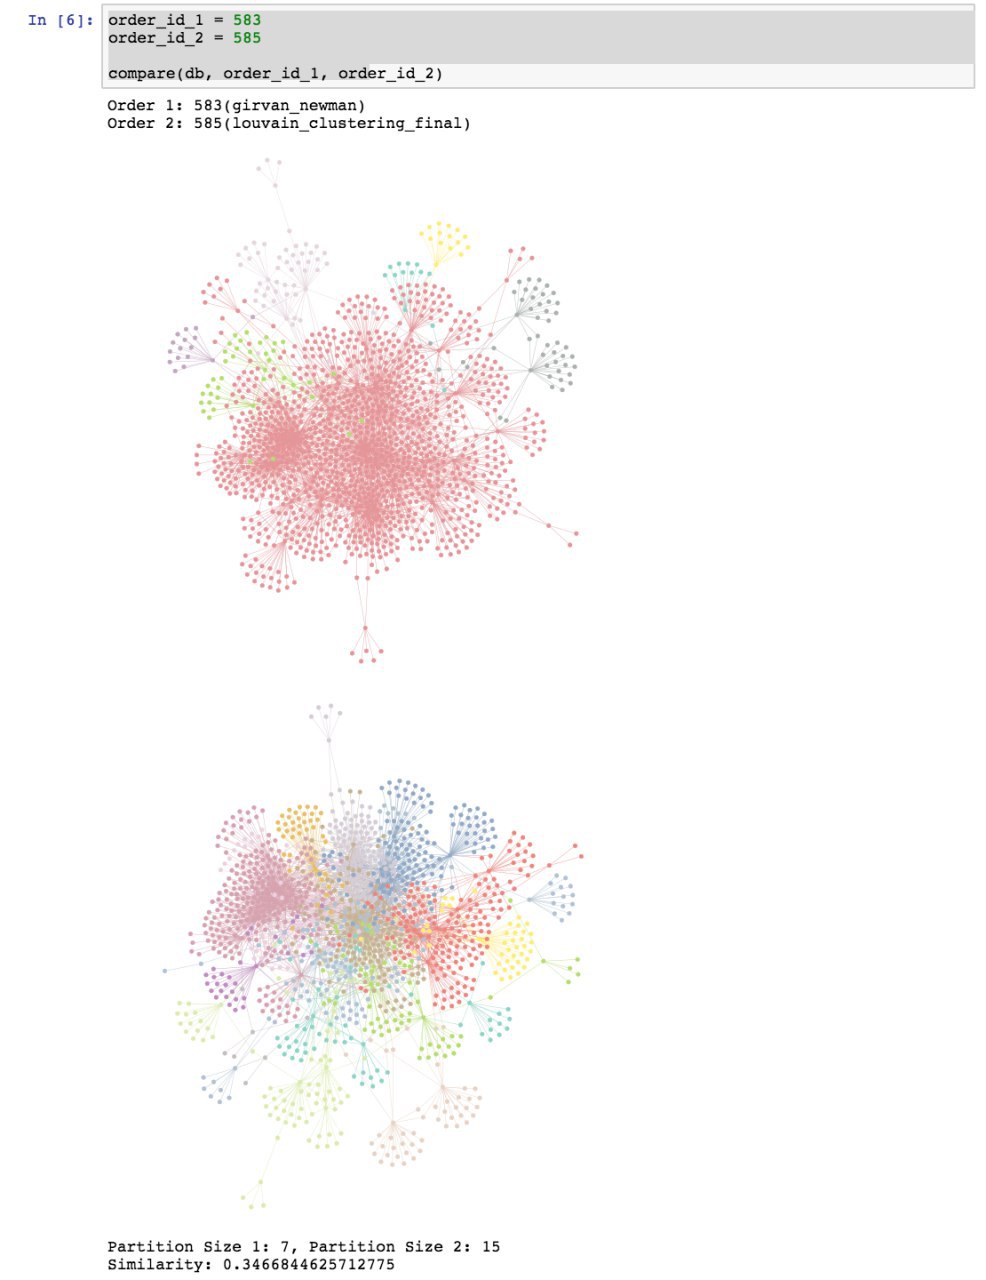 In [6]: order_id_1 = 583
order_id_2 = 585
compare(db, order_id_1, order_id_2)
Order 1: 583(girvan_newman)
Order 2: 585(louvain_clustering_final)
Partition Size 1: 7, Partition Size 2: 15
Similarity: 0.3466844625712775